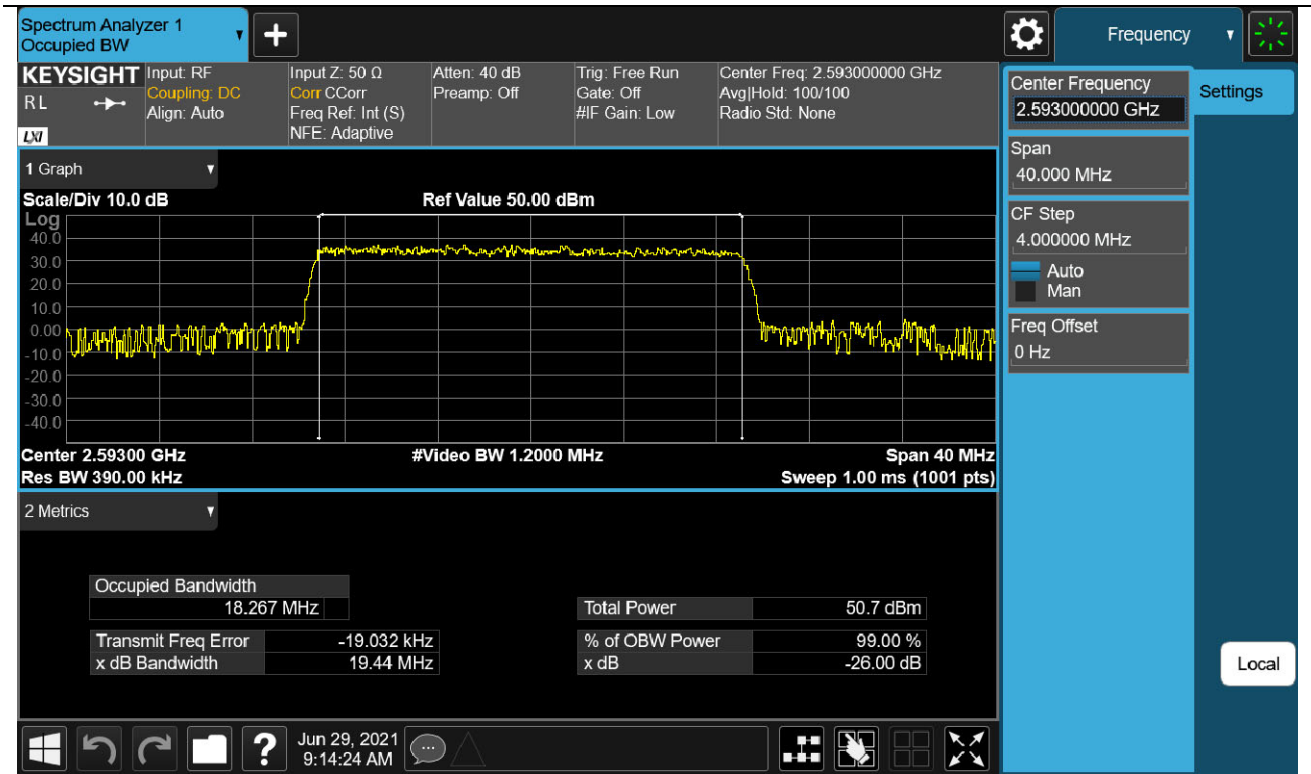 Spectrum Analyzer 1
Occupied BW
+
Frequency
KEYSIGHT
RL
LXI
Input: RF
Coupling: DC
Align: Auto
Input Z: 50 Ω
Corr CCorr
Freq Ref: Int (S)
NFE: Adaptive
Atten: 40 dB
Preamp: Off
Trig: Free Run
Gate: Off
#IF Gain: Low
Center Freq: 2.593000000 GHz
Avg|Hold: 100/100
Radio Std: None
Center Frequency
2.593000000 GHz
Settings
Span
40.000 MHz
CF Step
4.000000 MHz
Auto
Man
Freq Offset
0 Hz
1 Graph
Scale/Div 10.0 dB
Ref Value 50.00 dBm
Log
40.0
30.0
20.0
10.0
0.00
-10.0
-20.0
-30.0
-40.0
Center 2.59300 GHz
#Video BW 1.2000 MHz
Span 40 MHz
Res BW 390.00 kHz
Sweep 1.00 ms (1001 pts)
2 Metrics
Occupied Bandwidth
18.267 MHz
Total Power 50.7 dBm
Transmit Freq Error -19.032 kHz
% of OBW Power 99.00 %
x dB Bandwidth 19.44 MHz
x dB -26.00 dB
Local
?
Jun 29, 2021
9:14:24 AM